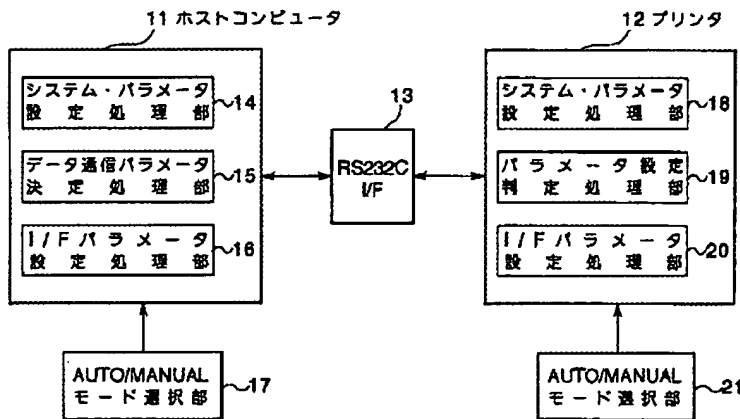 11 ホストコンピュータ
システム・パラメータ
設定処理部
14
データ通信パラメータ
決定処理部
15
I/Fパラメータ
設定処理部
16
AUTO/MANUAL
モード選択部
17
13
RS232C
I/F
12 プリンタ
システム・パラメータ
設定処理部
18
パラメータ設定
判定処理部
19
I/Fパラメータ
設定処理部
20
AUTO/MANUAL
モード選択部
21